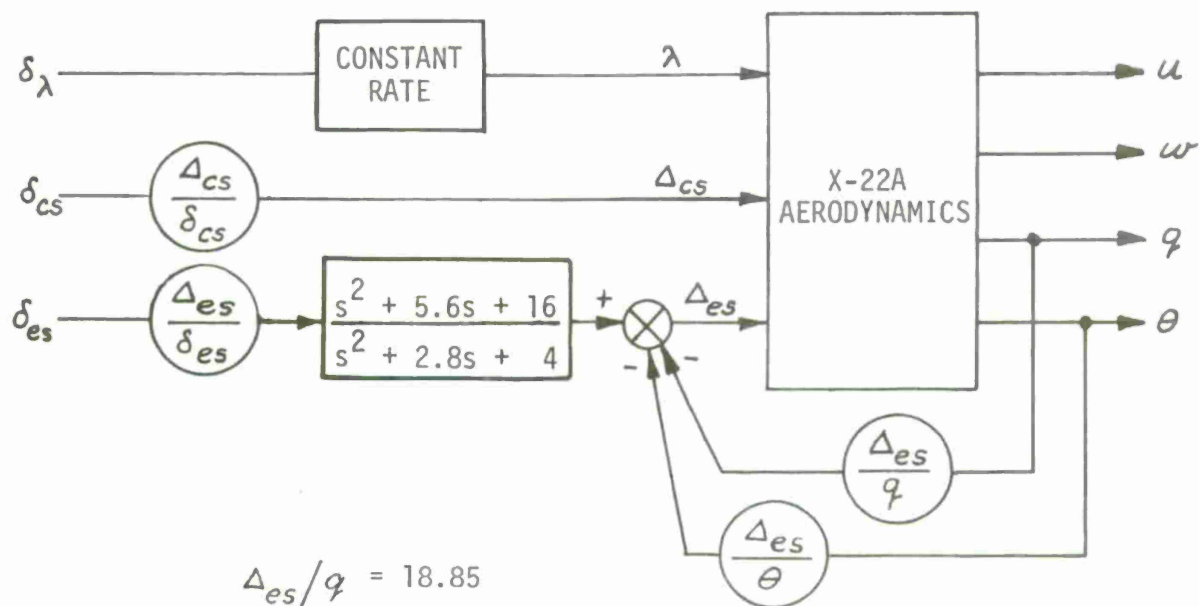 δλ
CONSTANT
RATE
λ
u
δcs
Δcs
δcs
Δcs
X-22A
AERODYNAMICS
w
q
δes
Δes
δes
s² + 5.6s + 16
s² + 2.8s + 4
+
-
-
Δes
θ
Δes
q
Δes
θ
Δes/q = 18.85